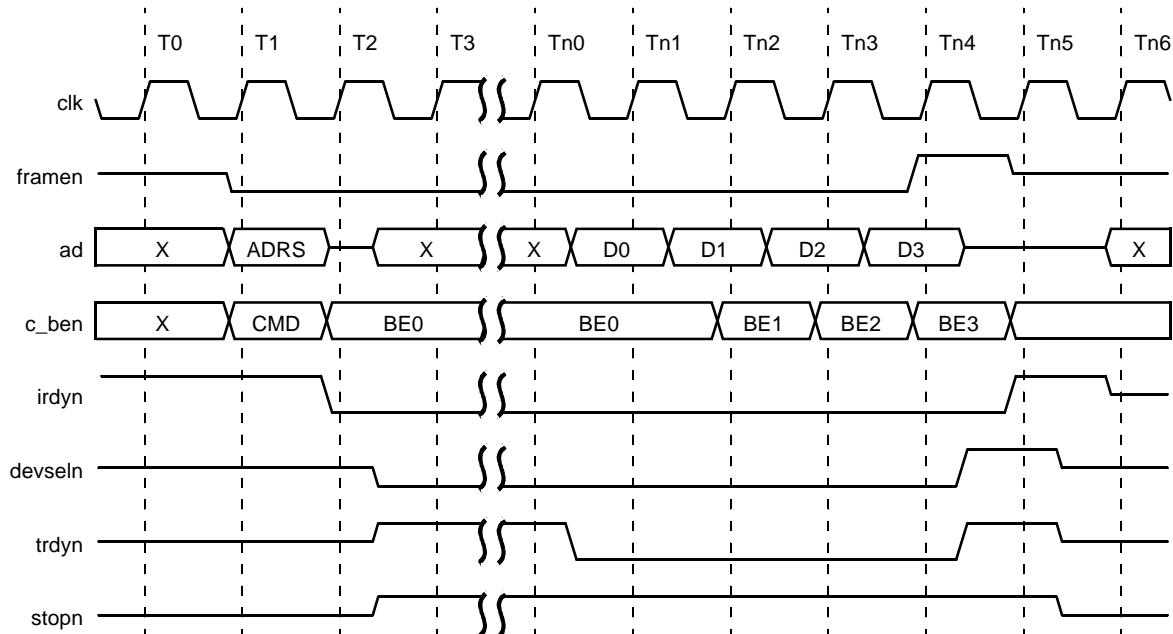 T0 T1 T2 T3 Tn0 Tn1 Tn2 Tn3 Tn4 Tn5 Tn6
clk
framen
ad X ADRS X X D0 D1 D2 D3 X
c_ben X CMD BE0 BE0 BE1 BE2 BE3
irdyn
devseln
trdyn
stopn